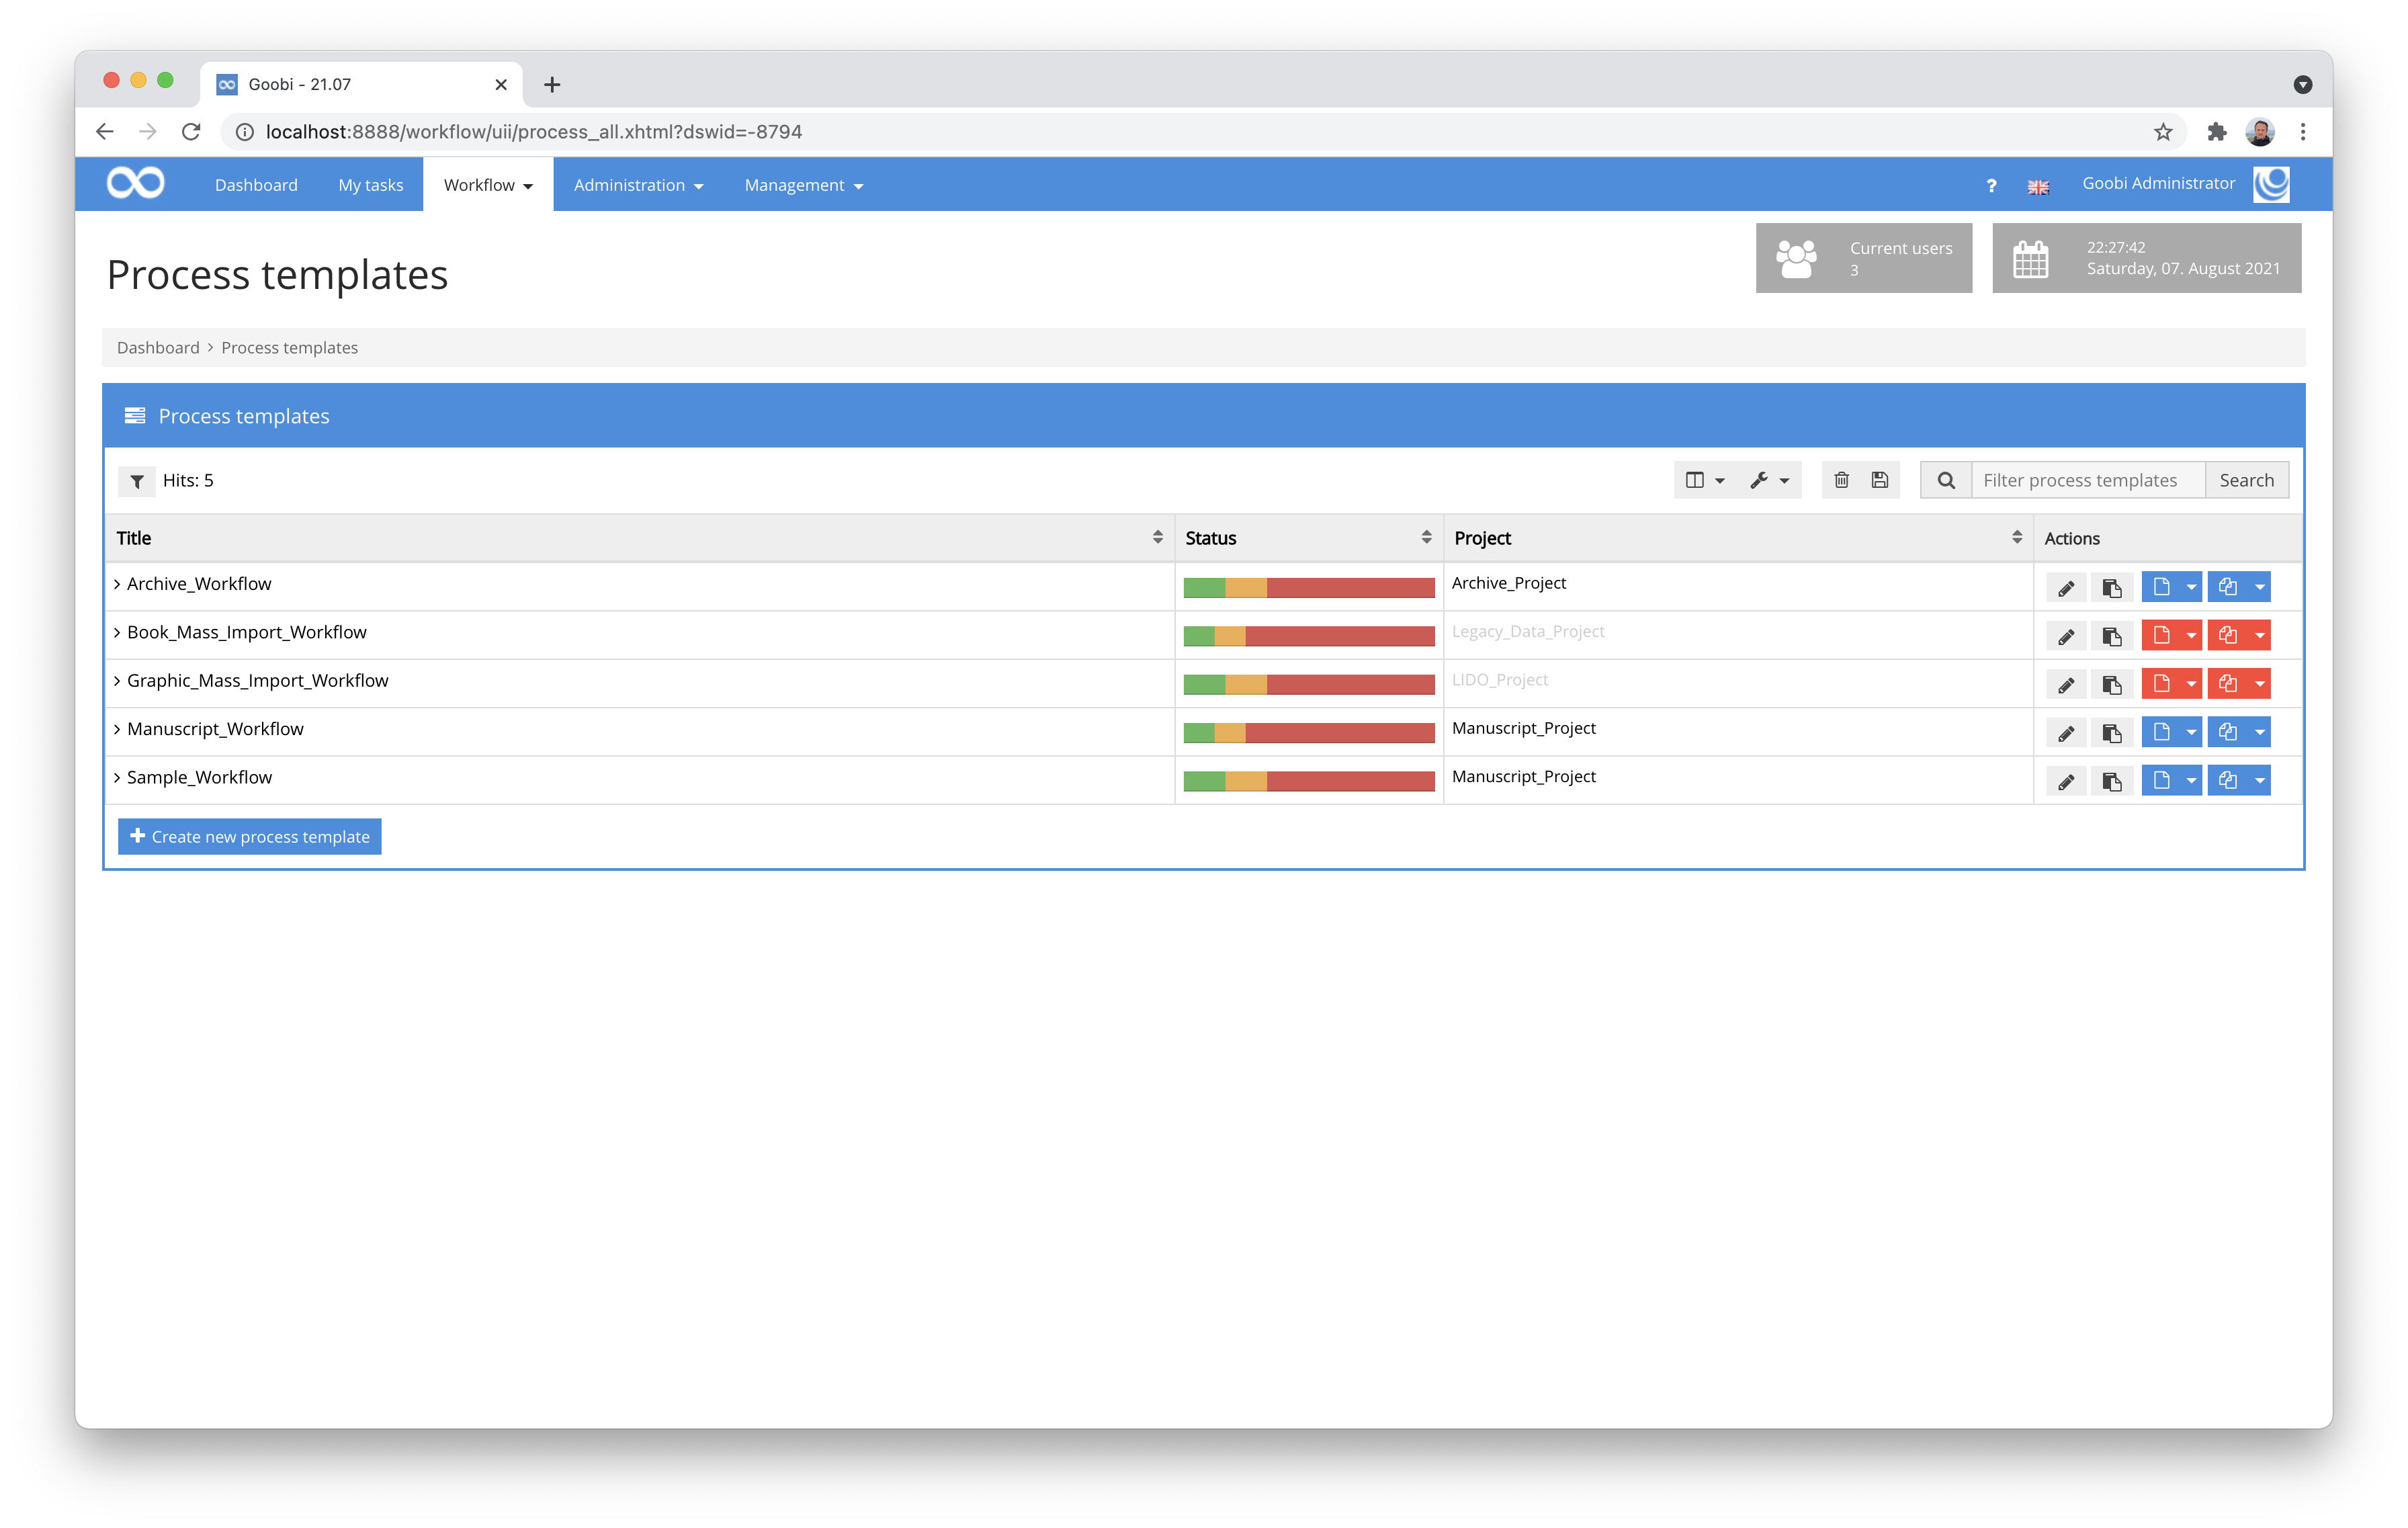 Goobi - 21.07
localhost:8888/workflow/uii/process_all.xhtml?dswid=-8794
Dashboard My tasks Workflow Administration Management ? Goobi Administrator
Process templates
Current users
3
22:27:42
Saturday, 07. August 2021
Dashboard > Process templates
Process templates
Hits: 5 Filter process templates Search
Title Status Project Actions
Archive_Workflow Archive_Project
Book_Mass_Import_Workflow Legacy_Data_Project
Graphic_Mass_Import_Workflow LIDO_Project
Manuscript_Workflow Manuscript_Project
Sample_Workflow Manuscript_Project
Create new process template